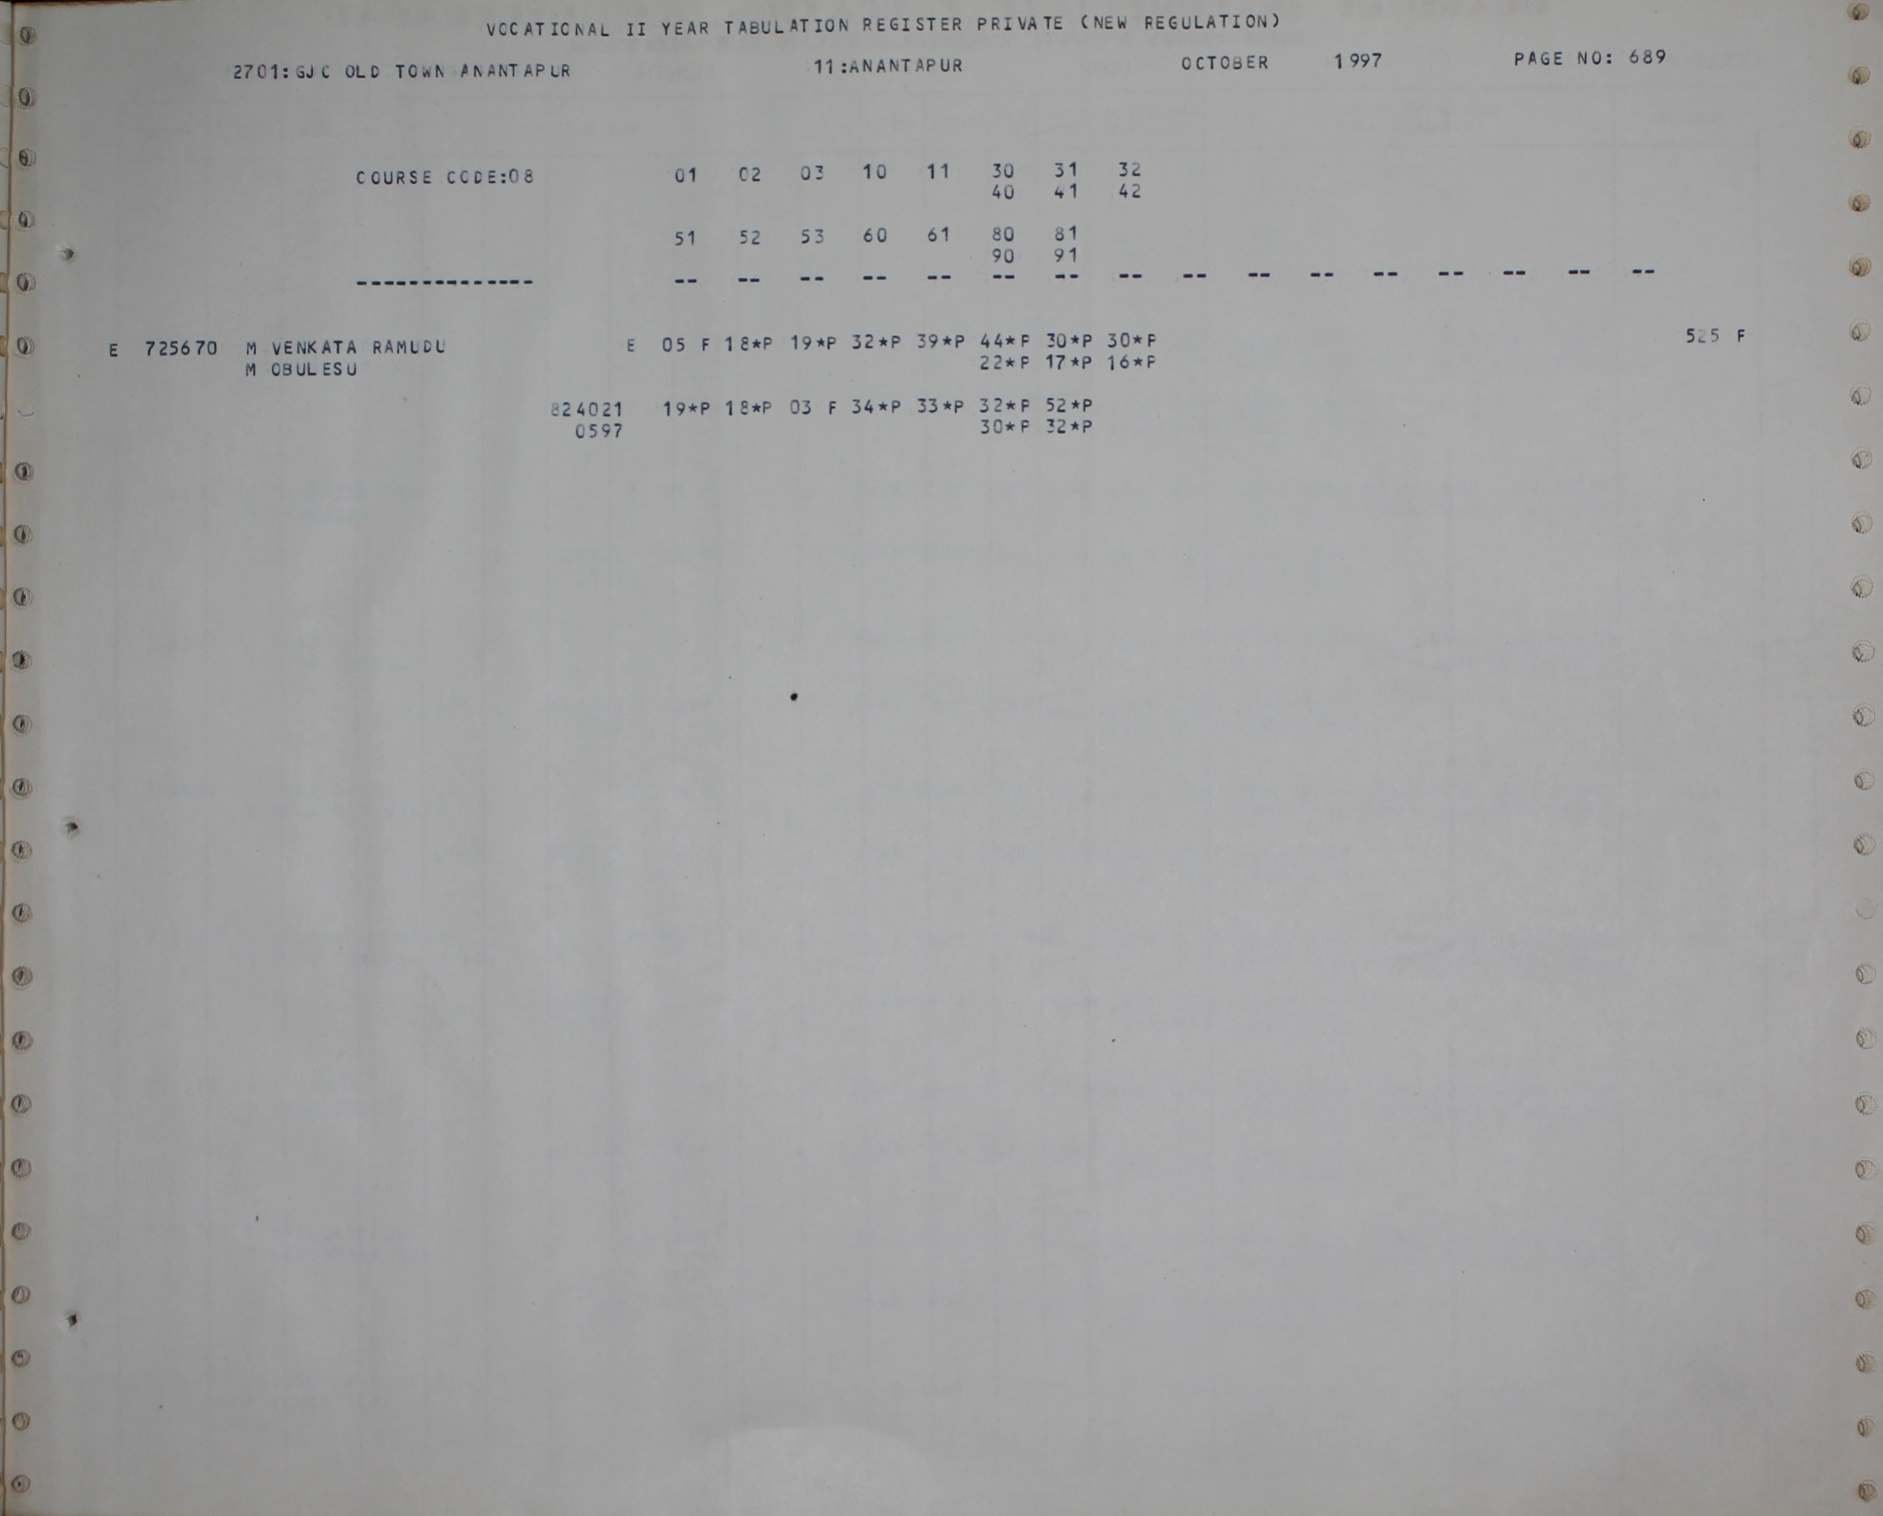 VOCATIONAL II YEAR TABULATION REGISTER PRIVATE (NEW REGULATION)
2701:GJC OLD TOWN ANANTAPUR 11:ANANTAPUR OCTOBER 1997 PAGE NO: 689
COURSE CODE:08 01 02 03 10 11 30 31 32
40 41 42
51 52 53 60 61 80 81
90 91
-------------- -- -- -- -- -- -- -- -- -- -- -- -- -- -- -- --
E 725670 M VENKATA RAMUDU E 05 F 18*P 19*P 32*P 39*P 44*P 30*P 30*P 525 F
M OBULESU 22*P 17*P 16*P
824021 19*P 18*P 03 F 34*P 33*P 32*P 52*P
0597 30*P 32*P